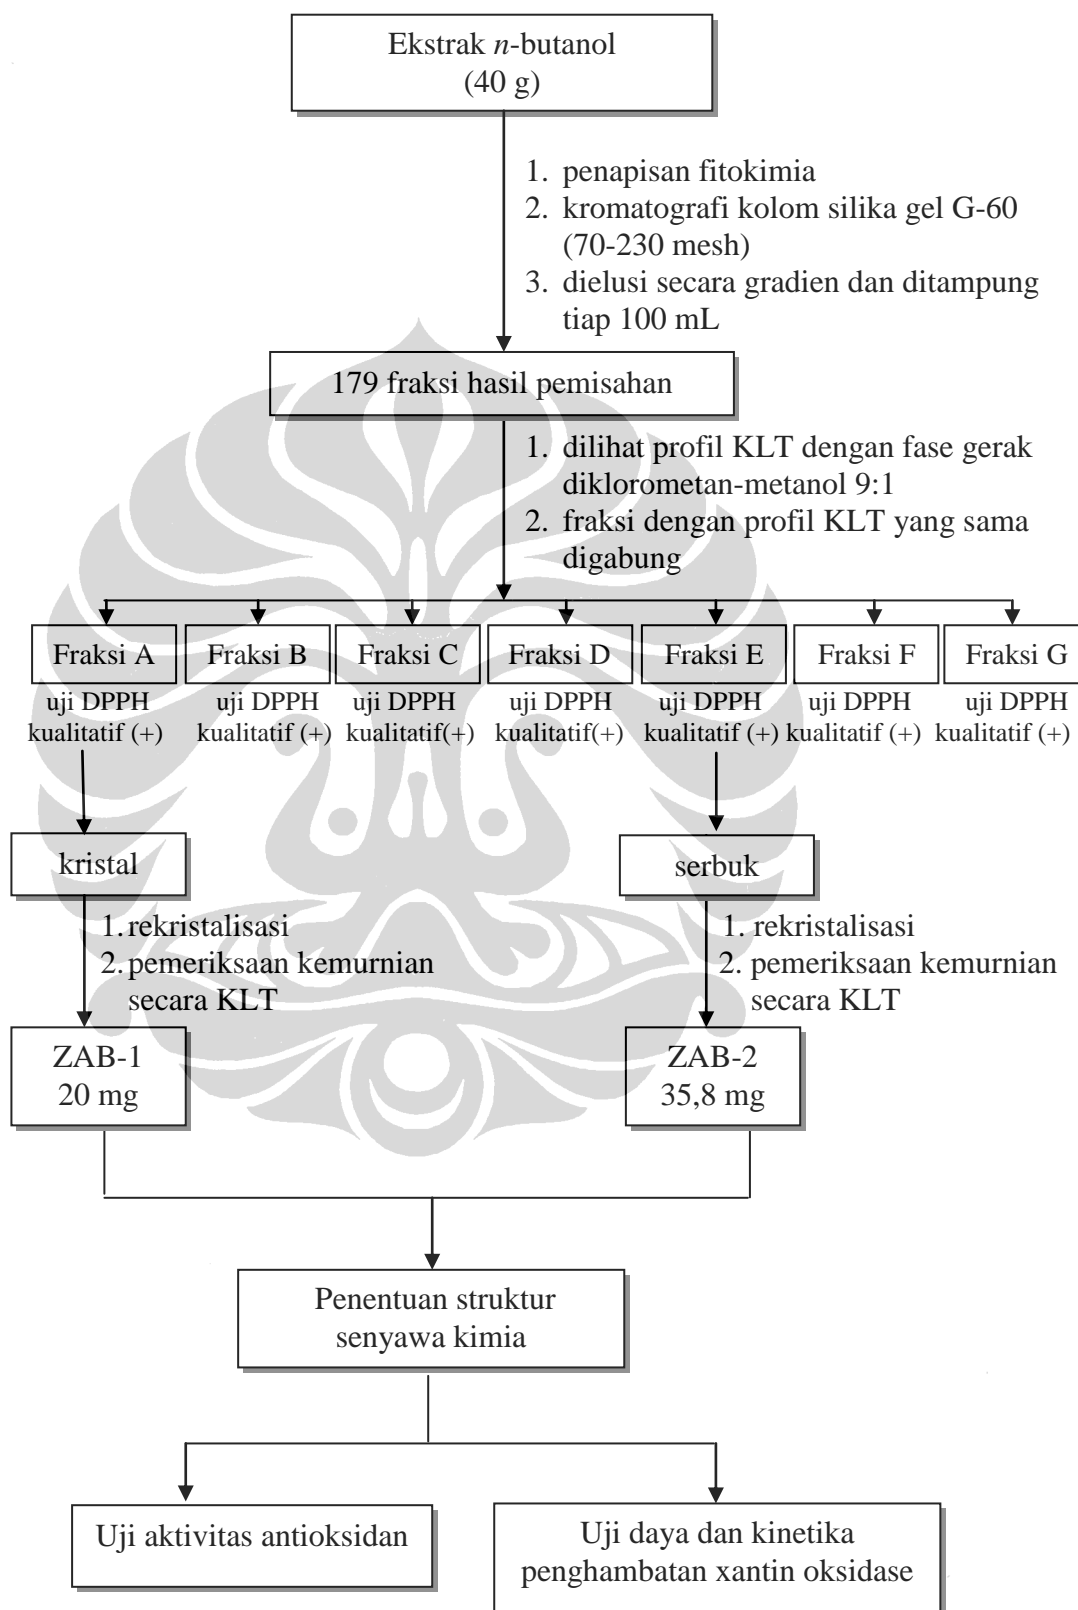 Ekstrak n-butanol
(40 g)
1. penapisan fitokimia
2. kromatografi kolom silika gel G-60
(70-230 mesh)
3. dielusi secara gradien dan ditampung
tiap 100 mL
179 fraksi hasil pemisahan
1. dilihat profil KLT dengan fase gerak
diklorometan-metanol 9:1
2. fraksi dengan profil KLT yang sama
digabung
Fraksi A Fraksi B Fraksi C Fraksi D Fraksi E Fraksi F Fraksi G
uji DPPH uji DPPH uji DPPH uji DPPH uji DPPH uji DPPH uji DPPH
kualitatif (+) kualitatif (+) kualitatif(+) kualitatif(+) kualitatif (+) kualitatif (+) kualitatif (+)
kristal
serbuk
1. rekristalisasi
2. pemeriksaan kemurnian
secara KLT
1. rekristalisasi
2. pemeriksaan kemurnian
secara KLT
ZAB-1
20 mg
ZAB-2
35,8 mg
Penentuan struktur
senyawa kimia
Uji aktivitas antioksidan
Uji daya dan kinetika
penghambatan xantin oksidase